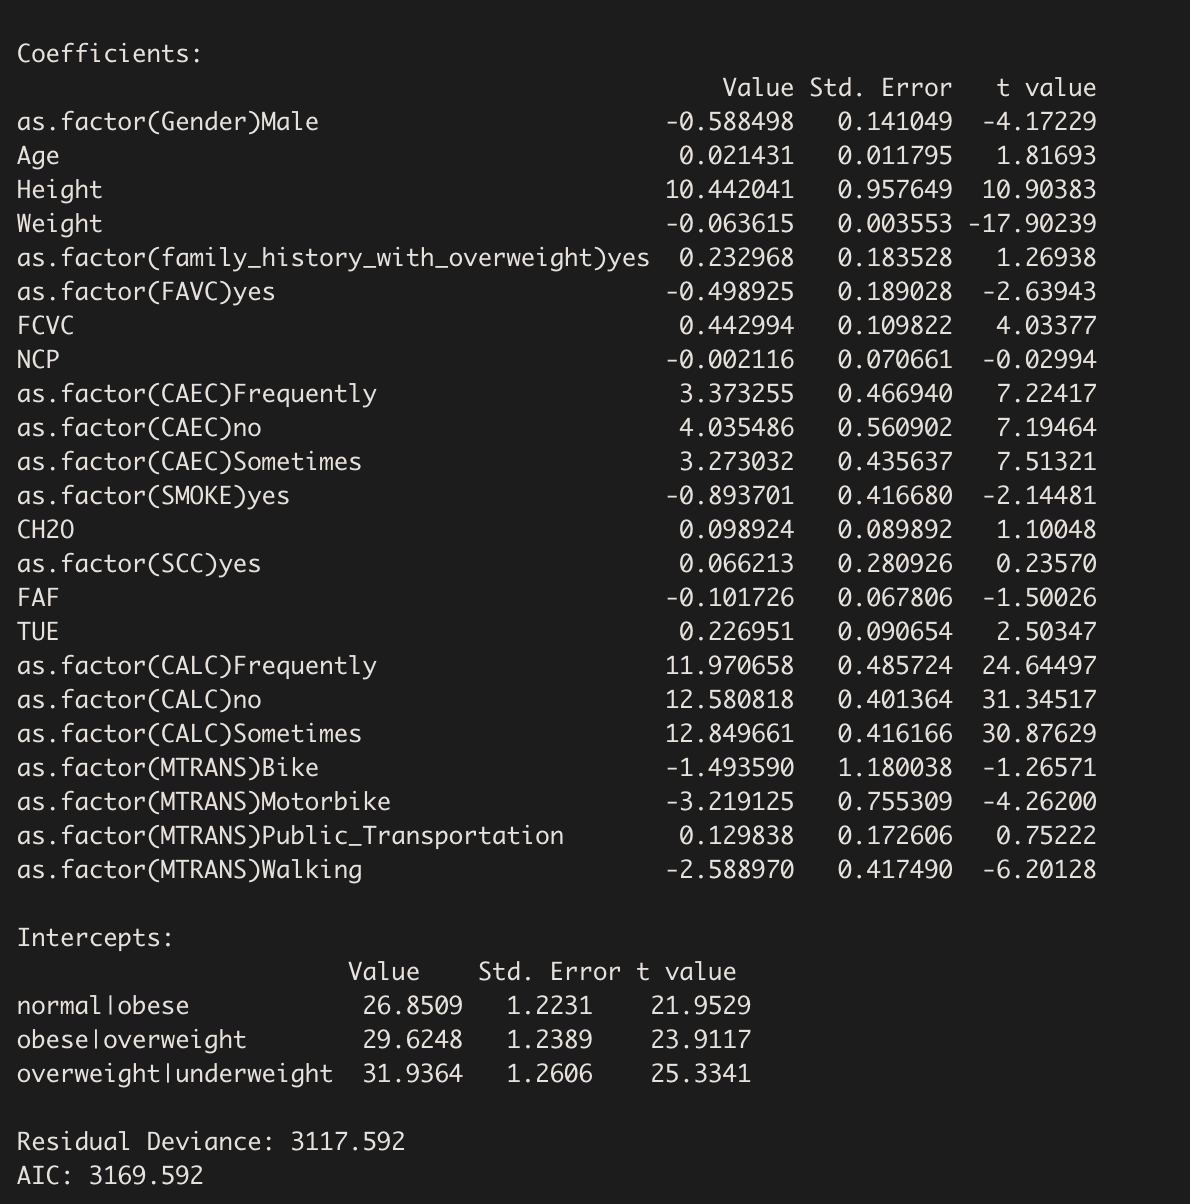 Coefficients:
Value Std. Error t value
as.factor(Gender)Male -0.588498 0.141049 -4.17229
Age 0.021431 0.011795 1.81693
Height 10.442041 0.957649 10.90383
Weight -0.063615 0.003553 -17.90239
as.factor(family_history_with_overweight)yes 0.232968 0.183528 1.26938
as.factor(FAVC)yes -0.498925 0.189028 -2.63943
FCVC 0.442994 0.109822 4.03377
NCP -0.002116 0.070661 -0.02994
as.factor(CAEC)Frequently 3.373255 0.466940 7.22417
as.factor(CAEC)no 4.035486 0.560902 7.19464
as.factor(CAEC)Sometimes 3.273032 0.435637 7.51321
as.factor(SMOKE)yes -0.893701 0.416680 -2.14481
CH2O 0.098924 0.089892 1.10048
as.factor(SCC)yes 0.066213 0.280926 0.23570
FAF -0.101726 0.067806 -1.50026
TUE 0.226951 0.090654 2.50347
as.factor(CALC)Frequently 11.970658 0.485724 24.64497
as.factor(CALC)no 12.580818 0.401364 31.34517
as.factor(CALC)Sometimes 12.849661 0.416166 30.87629
as.factor(MTRANS)Bike -1.493590 1.180038 -1.26571
as.factor(MTRANS)Motorbike -3.219125 0.755309 -4.26200
as.factor(MTRANS)Public_Transportation 0.129838 0.172606 0.75222
as.factor(MTRANS)Walking -2.588970 0.417490 -6.20128
Intercepts:
Value Std. Error t value
normal|obese 26.8509 1.2231 21.9529
obese|overweight 29.6248 1.2389 23.9117
overweight|underweight 31.9364 1.2606 25.3341
Residual Deviance: 3117.592
AIC: 3169.592